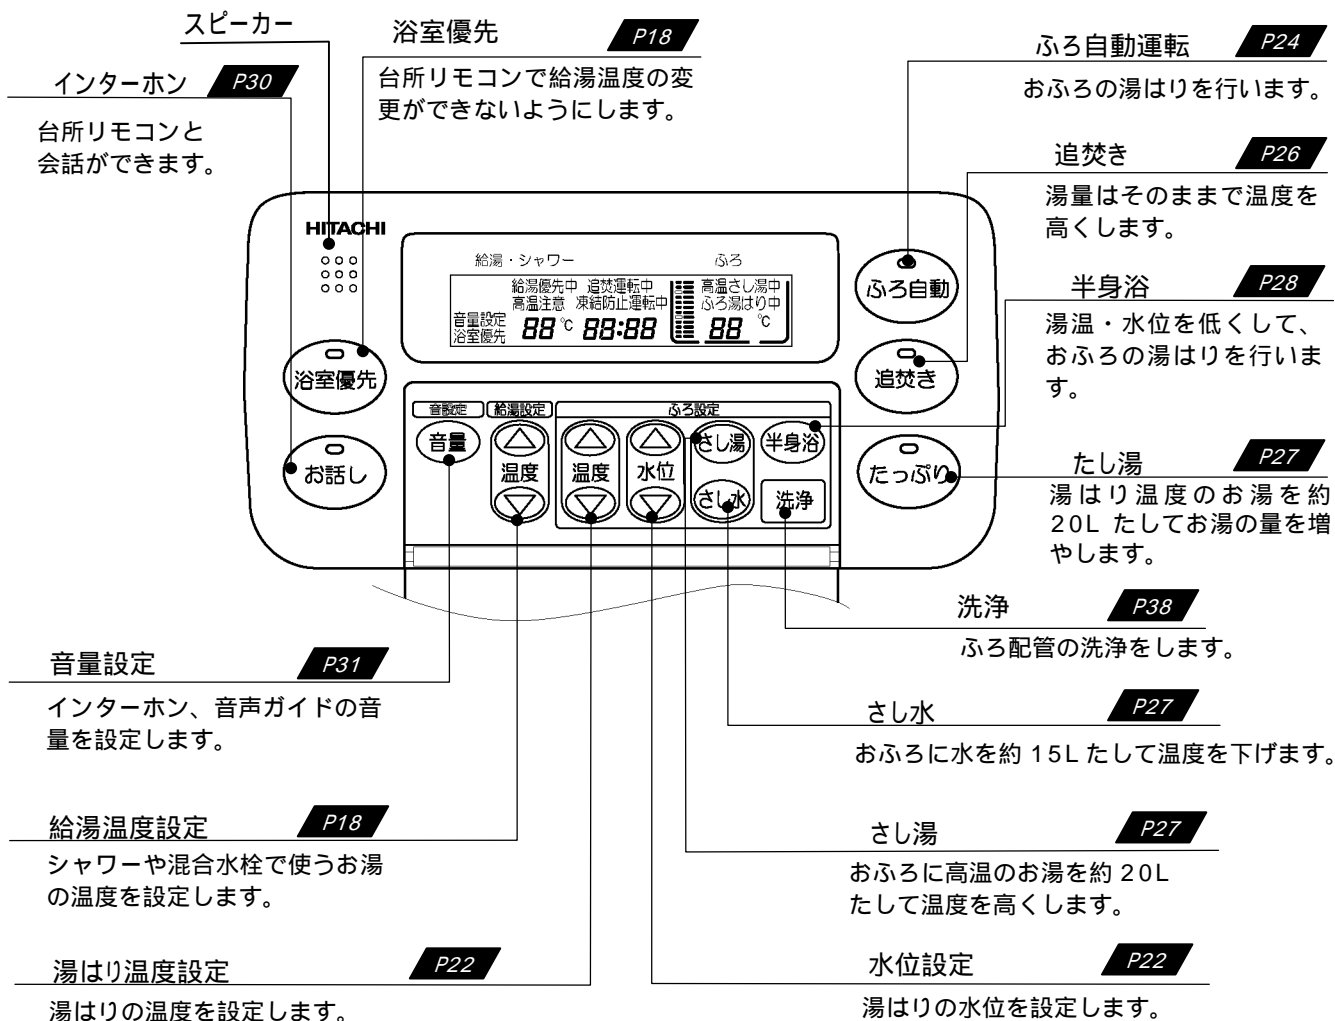 スピーカー
浴室優先 P18
台所リモコンで給湯温度の変
更ができないようにします。
インターホン P30
台所リモコンと
会話ができます。
ふろ自動運転 P24
おふろの湯はりを行います。
追焚き P26
湯量はそのままで温度を
高くします。
半身浴 P28
湯温・水位を低くして、
おふろの湯はりを行いま
す。
たし湯 P27
湯はり温度のお湯を約
20L たしてお湯の量を増
やします。
HITACHI
給湯・シャワー ふろ
給湯優先中 追焚運転中 高温さし湯中
高温注意 凍結防止運転中 ふろ湯はり中
音量設定
浴室優先 88℃ 88:88 88 ℃
ふろ自動
浴室優先
追焚き
お話し
たっぷり
音設定 給湯設定 ふろ設定
音量 さし湯 半身浴
温度 温度 水位
さし水 洗浄
洗浄 P38
ふろ配管の洗浄をします。
音量設定 P31
インターホン、音声ガイドの音
量を設定します。
さし水 P27
おふろに水を約 15L たして温度を下げます。
給湯温度設定 P18
シャワーや混合水栓で使うお湯
の温度を設定します。
さし湯 P27
おふろに高温のお湯を約 20L
たして温度を高くします。
湯はり温度設定 P22
湯はりの温度を設定します。
水位設定 P22
湯はりの水位を設定します。